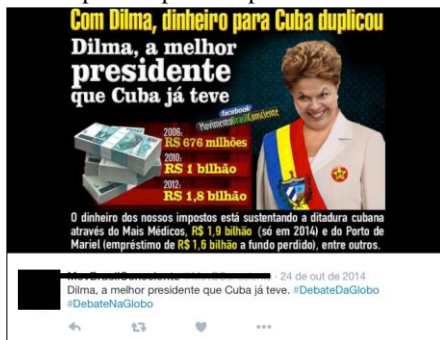 Com Dilma, dinheiro para Cuba duplicou
Dilma, a melhor
presidente
que Cuba já teve
facebook
MovimentoBrasilConsciente
2006:
R$ 676 milhões
2010:
R$ 1 bilhão
2012:
R$ 1,8 bilhão
O dinheiro dos nossos impostos está sustentando a ditadura cubana
através do Mais Médicos, R$ 1,9 bilhão (só em 2014) e do Porto de
Mariel (empréstimo de R$ 1,6 bilhão a fundo perdido), entre outros.
24 de out de 2014
Dilma, a melhor presidente que Cuba já teve. #DebateDaGlobo
#DebateNaGlobo